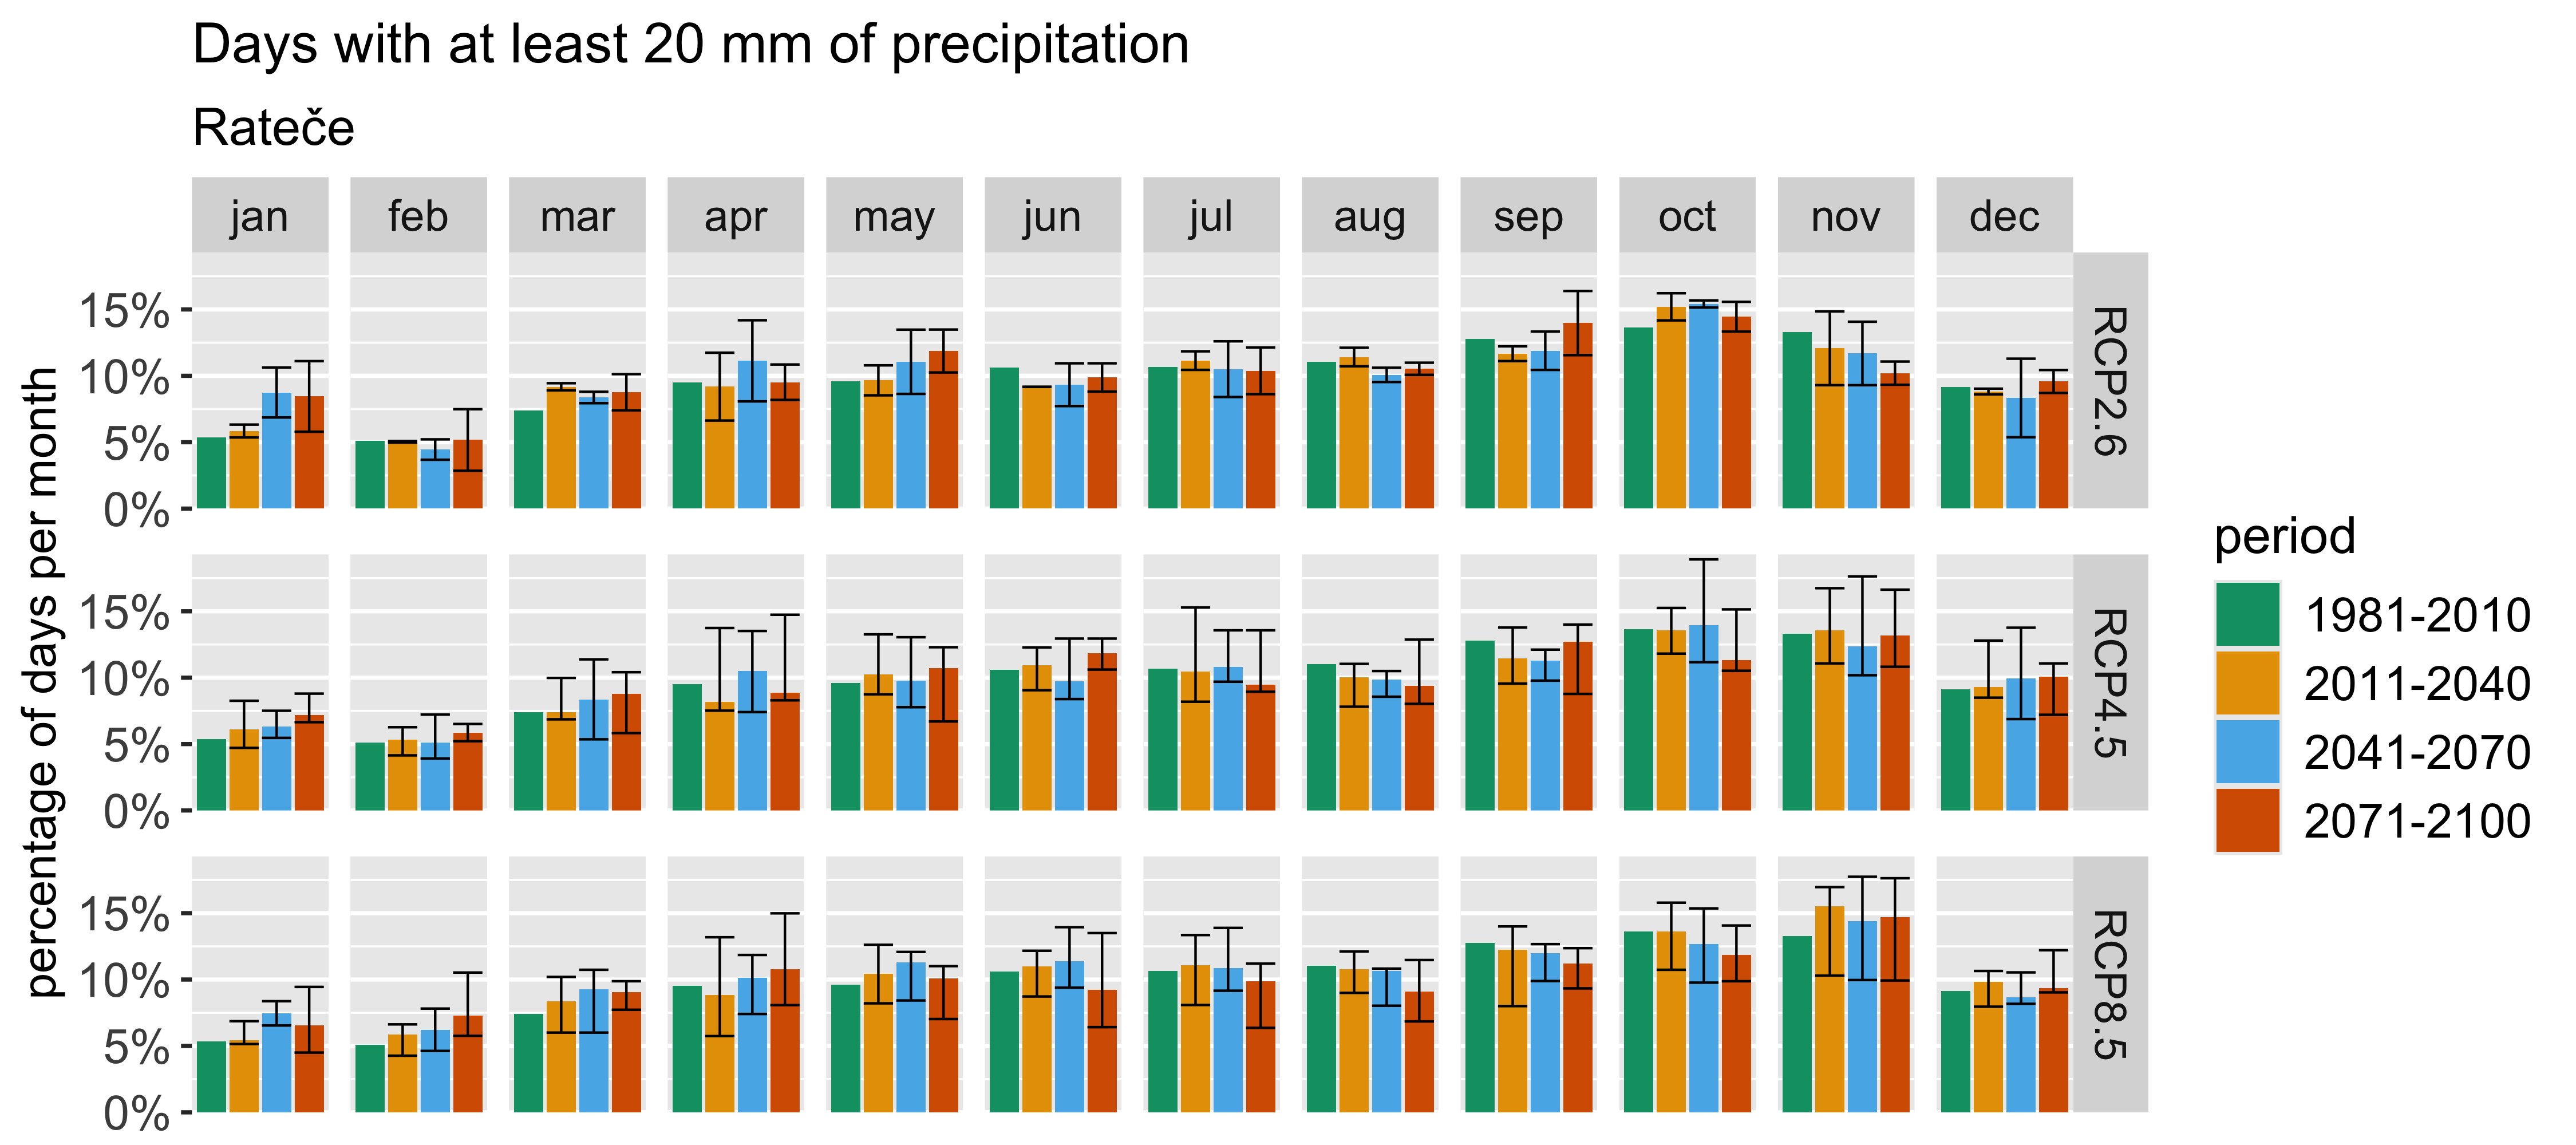 Days with at least 20 mm of precipitation
Rateče
jan feb mar apr may jun jul aug sep oct nov dec
percentage of days per month
15%
10%
5%
0%
RCP2.6
15%
10%
5%
0%
RCP4.5
15%
10%
5%
0%
RCP8.5
period
1981-2010
2011-2040
2041-2070
2071-2100